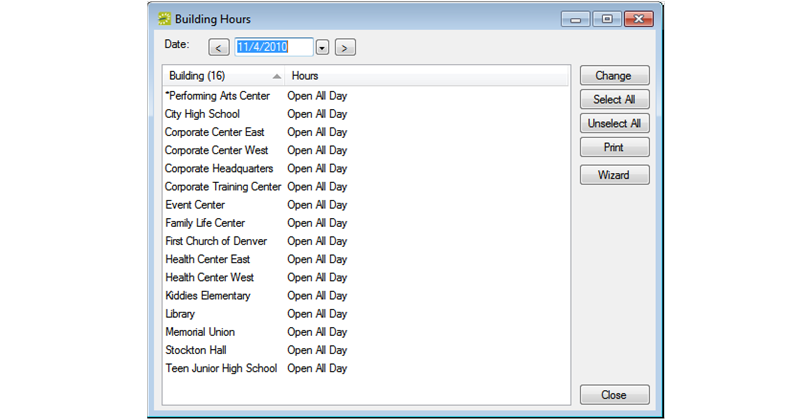 Building Hours
Date: < 11/4/2010 >
Building (16) Hours
*Performing Arts Center Open All Day
City High School Open All Day
Corporate Center East Open All Day
Corporate Center West Open All Day
Corporate Headquarters Open All Day
Corporate Training Center Open All Day
Event Center Open All Day
Family Life Center Open All Day
First Church of Denver Open All Day
Health Center East Open All Day
Health Center West Open All Day
Kiddies Elementary Open All Day
Library Open All Day
Memorial Union Open All Day
Stockton Hall Open All Day
Teen Junior High School Open All Day
Change
Select All
Unselect All
Print
Wizard
Close